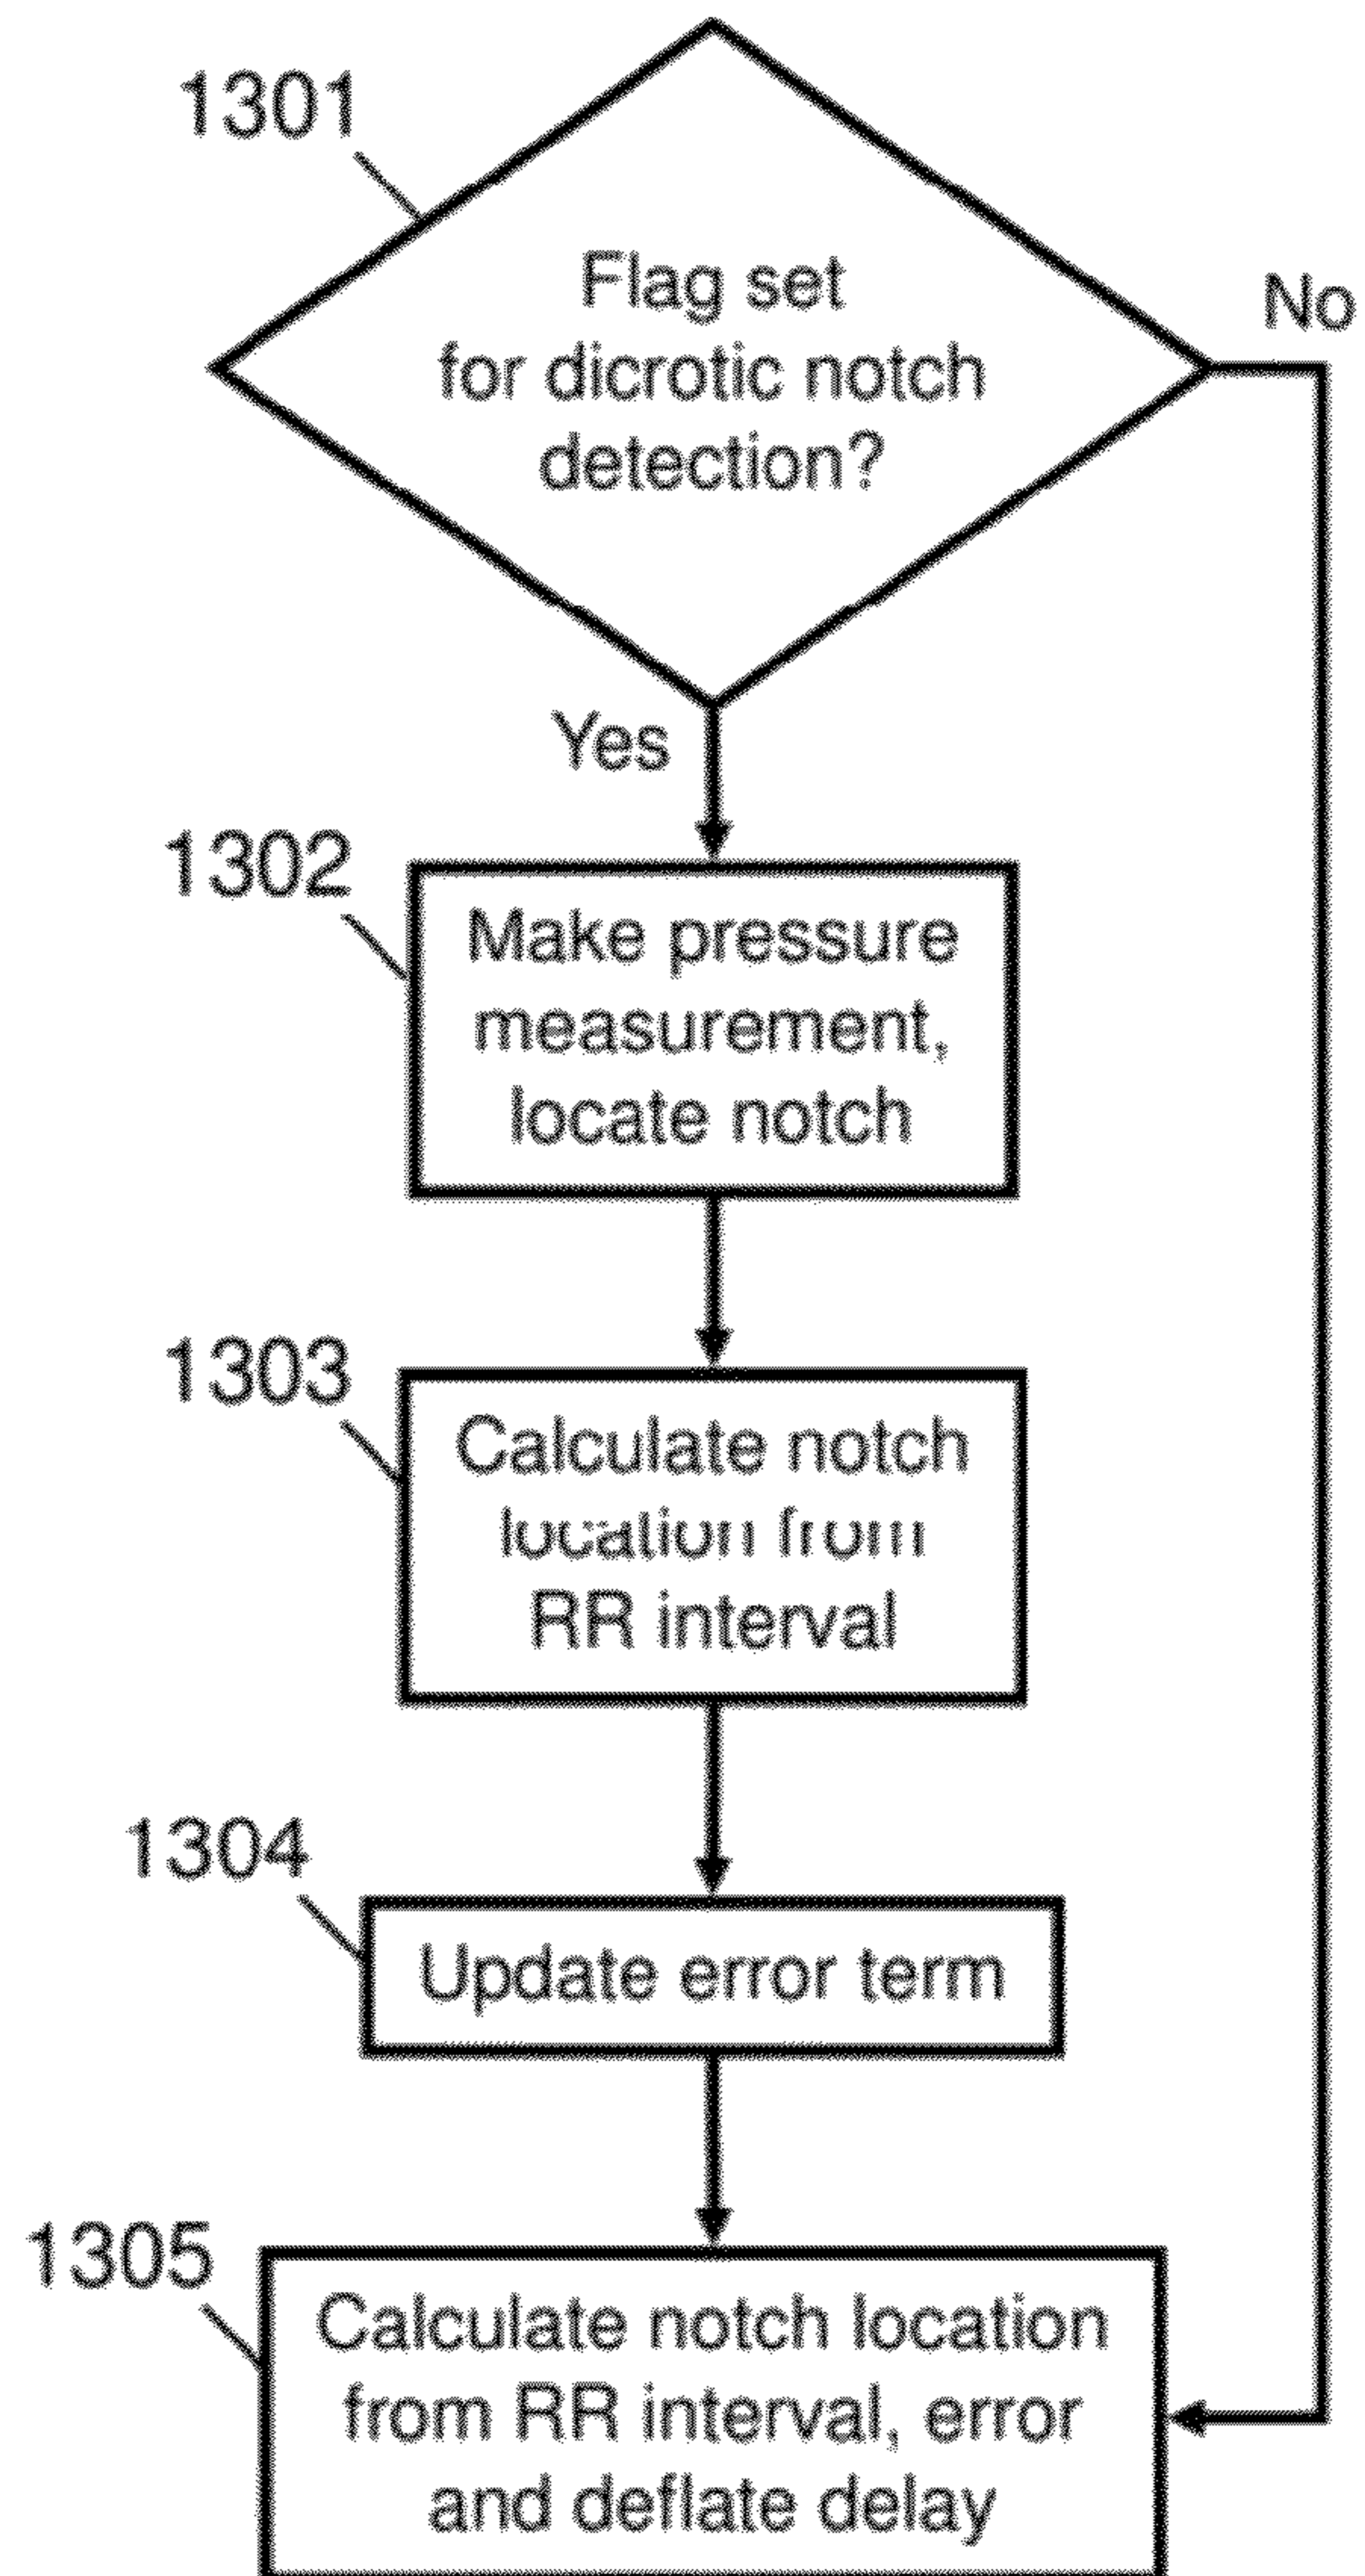 1301
Flag set
for dicrotic notch
detection?
No
Yes
1302
Make pressure
measurement,
locate notch
1303
Calculate notch
location from
RR interval
1304
Update error term
1305
Calculate notch location
from RR interval, error
and deflate delay